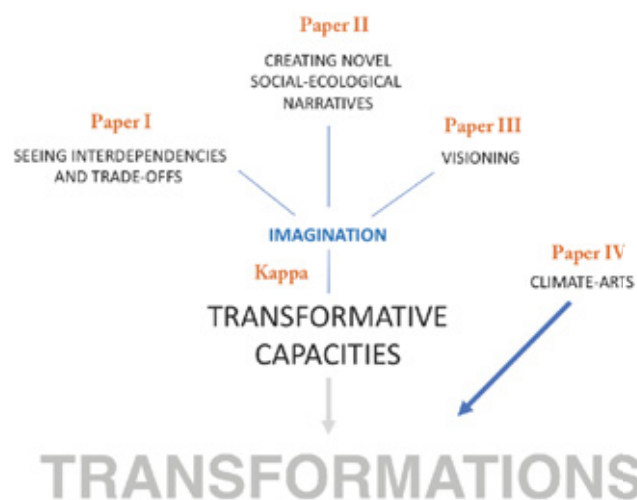 Paper II
CREATING NOVEL
SOCIAL-ECOLOGICAL
NARRATIVES
Paper I
SEEING INTERDEPENDENCIES
AND TRADE-OFFS
Paper III
VISIONING
IMAGINATION
Kappa
Paper IV
CLIMATE-ARTS
TRANSFORMATIVE
CAPACITIES
TRANSFORMATIONS